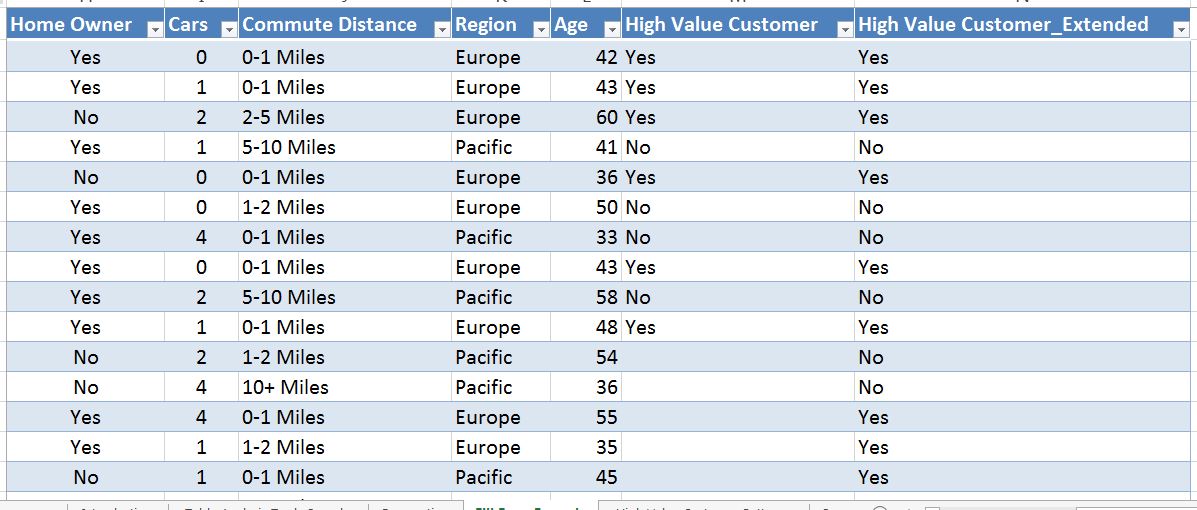 Home Owner Cars Commute Distance Region Age High Value Customer High Value Customer_Extended
Yes 0 0-1 Miles Europe 42 Yes Yes
Yes 1 0-1 Miles Europe 43 Yes Yes
No 2 2-5 Miles Europe 60 Yes Yes
Yes 1 5-10 Miles Pacific 41 No No
No 0 0-1 Miles Europe 36 Yes Yes
Yes 0 1-2 Miles Europe 50 No No
Yes 4 0-1 Miles Pacific 33 No No
Yes 0 0-1 Miles Europe 43 Yes Yes
Yes 2 5-10 Miles Pacific 58 No No
Yes 1 0-1 Miles Europe 48 Yes Yes
No 2 1-2 Miles Pacific 54 No
No 4 10+ Miles Pacific 36 No
Yes 4 0-1 Miles Europe 55 Yes
Yes 1 1-2 Miles Europe 35 Yes
No 1 0-1 Miles Pacific 45 Yes